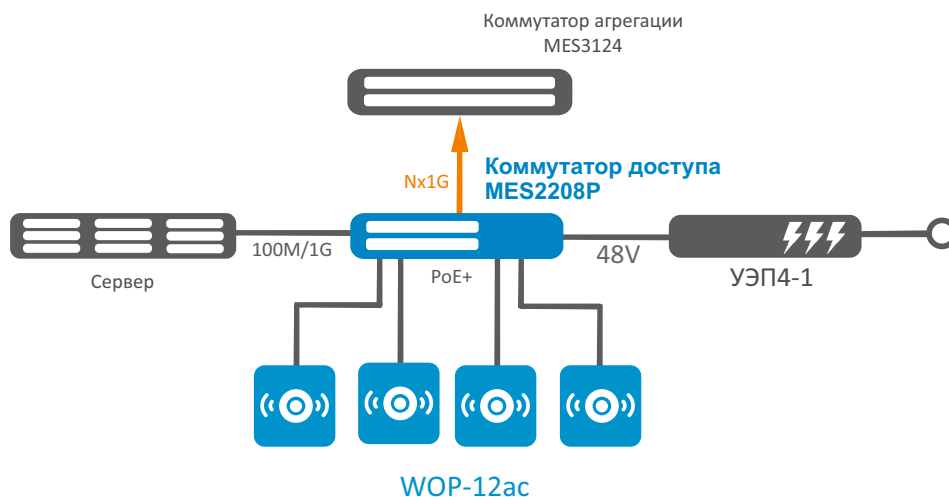 Коммутатор агрегации
MES3124
Nx1G
Коммутатор доступа
MES2208P
100M/1G
48V
Сервер
PoE+
УЭП4-1
WOP-12ac